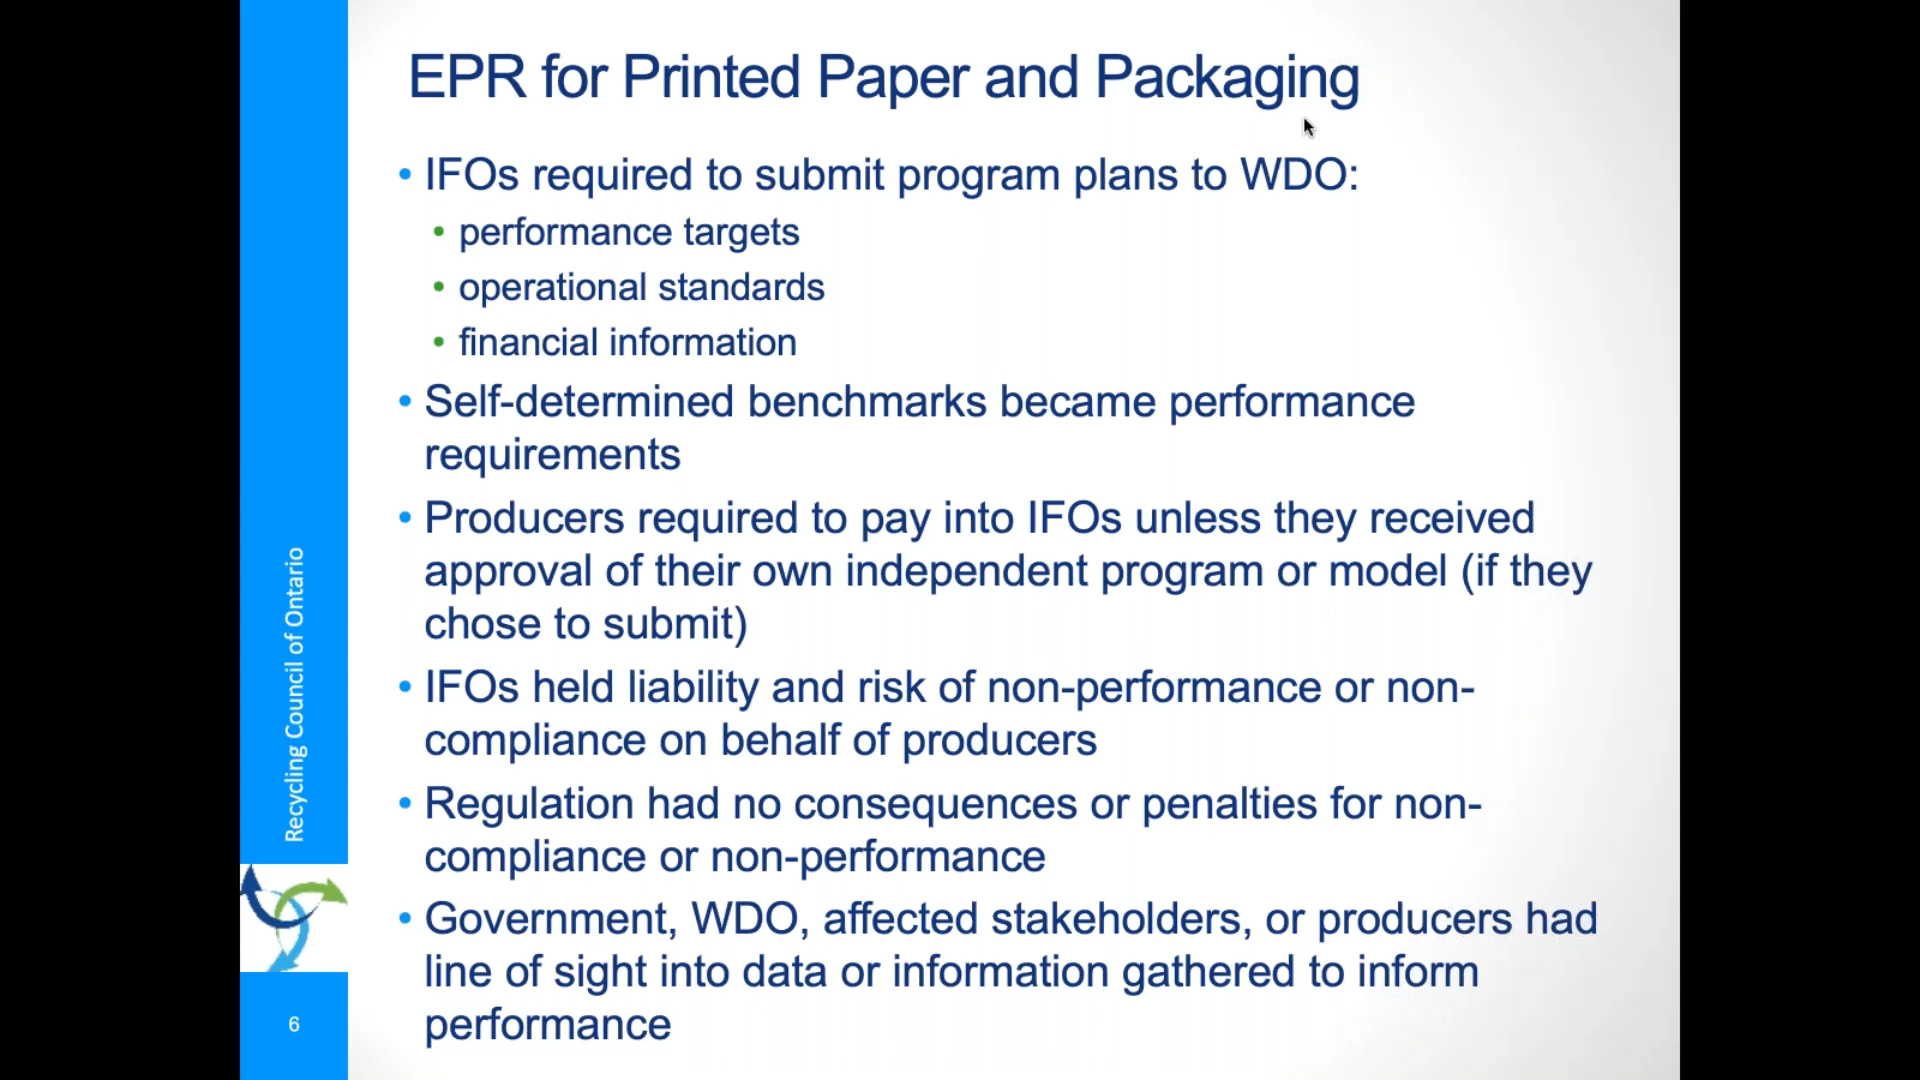 EPR for Printed Paper and Packaging
• IFOs required to submit program plans to WDO:
• performance targets
• operational standards
• financial information
• Self-determined benchmarks became performance
requirements
• Producers required to pay into IFOs unless they received
approval of their own independent program or model (if they
chose to submit)
• IFOs held liability and risk of non-performance or non-
compliance on behalf of producers
• Regulation had no consequences or penalties for non-
compliance or non-performance
• Government, WDO, affected stakeholders, or producers had
line of sight into data or information gathered to inform
performance
Recycling Council of Ontario
6